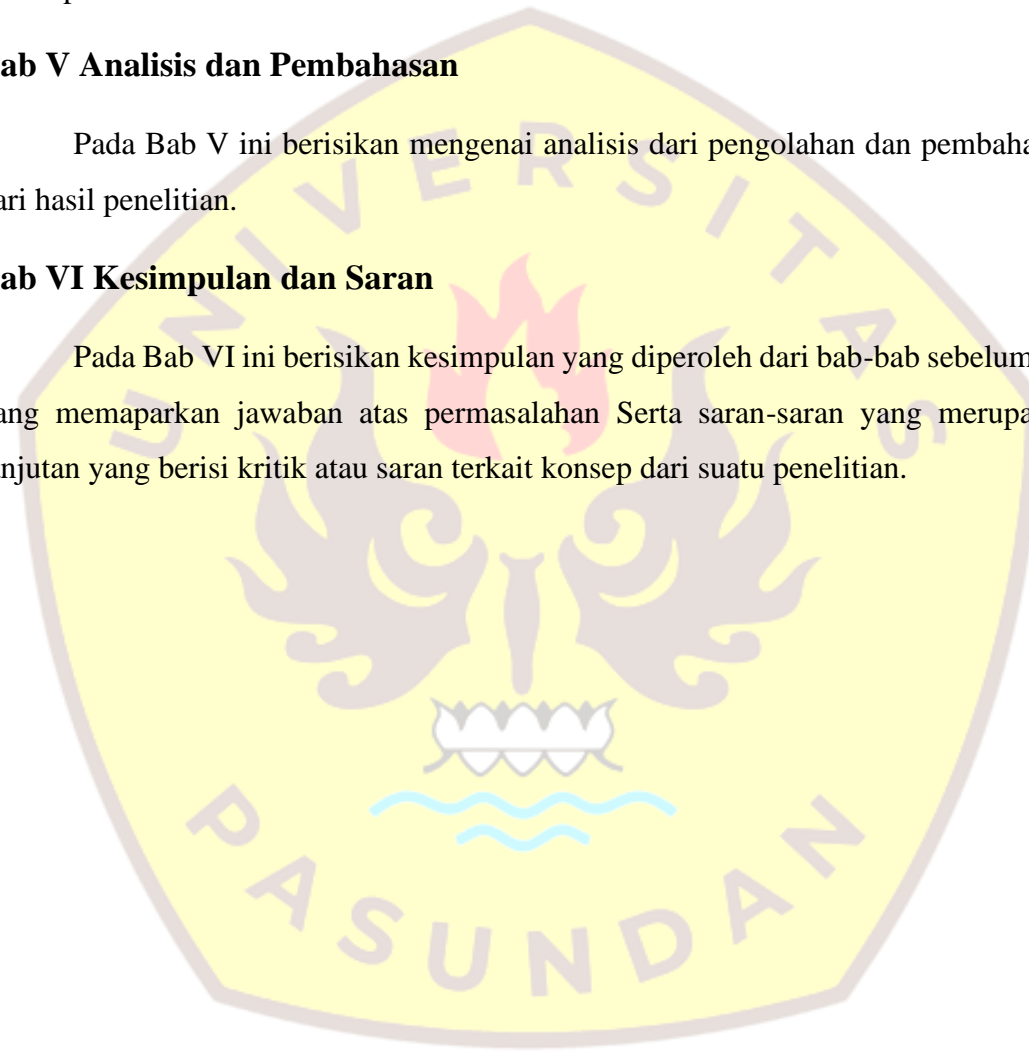 ab V Analisis dan Pembahasan
Pada Bab V ini berisikan mengenai analisis dari pengolahan dan pembaha
ari hasil penelitian.
ab VI Kesimpulan dan Saran
Pada Bab VI ini berisikan kesimpulan yang diperoleh dari bab-bab sebelum
ang memaparkan jawaban atas permasalahan Serta saran-saran yang merupa
njutan yang berisi kritik atau saran terkait konsep dari suatu penelitian.
UNIVERSITAS
PASUNDAN